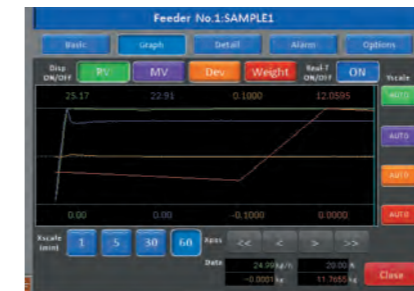 Feeder No.1:SAMPLE1
Basic Graph Detail Alarm Options
Disp ON/OFF RV MV Dev Weight Real-T ON/OFF ON Yscale
25.17 22.91 0.1000 12.0595 AUTO
AUTO
AUTO
0.00 0.00 -0.1000 0.0000 AUTO
Xscale (min) 1 5 30 60 Xpos << < > >>
Data 24.99 kg/h 20.00 %
-0.0001 kg 11.7655 kg Close